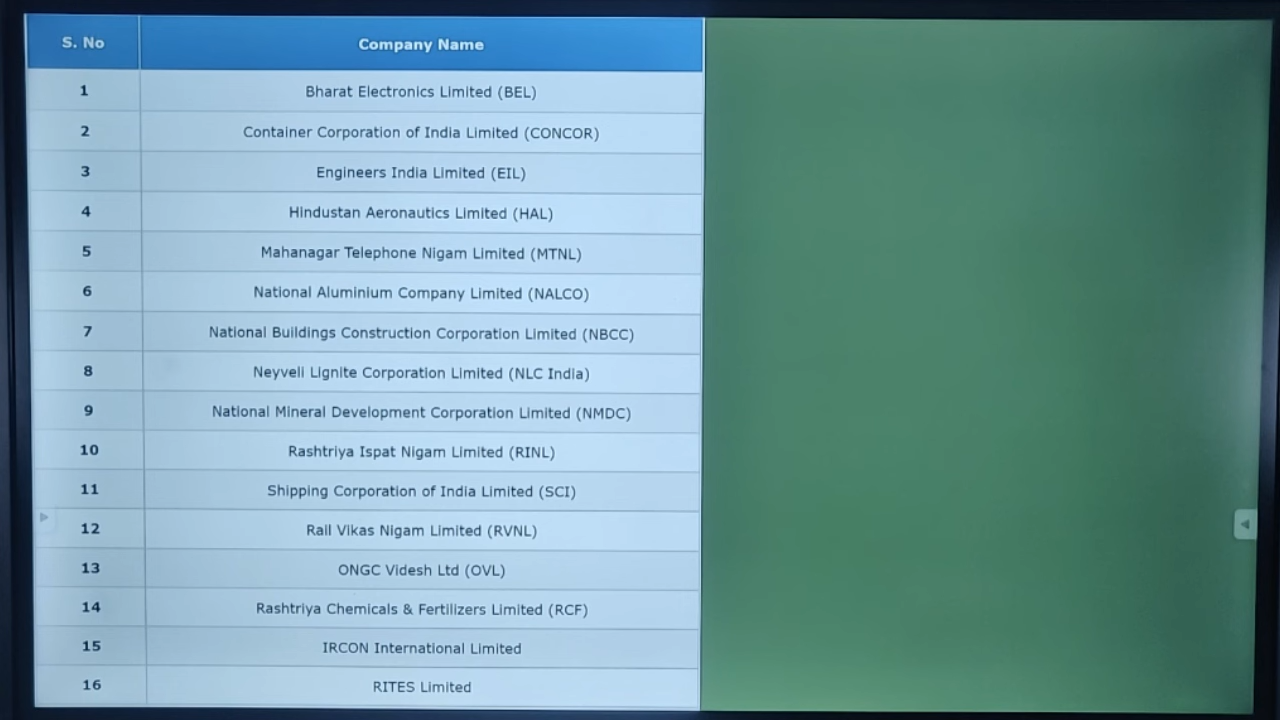 S. No Company Name
1 Bharat Electronics Limited (BEL)
2 Container Corporation of India Limited (CONCOR)
3 Engineers India Limited (EIL)
4 Hindustan Aeronautics Limited (HAL)
5 Mahanagar Telephone Nigam Limited (MTNL)
6 National Aluminium Company Limited (NALCO)
7 National Buildings Construction Corporation Limited (NBCC)
8 Neyveli Lignite Corporation Limited (NLC India)
9 National Mineral Development Corporation Limited (NMDC)
10 Rashtriya Ispat Nigam Limited (RINL)
11 Shipping Corporation of India Limited (SCI)
12 Rail Vikas Nigam Limited (RVNL)
13 ONGC Videsh Ltd (OVL)
14 Rashtriya Chemicals & Fertilizers Limited (RCF)
15 IRCON International Limited
16 RITES Limited